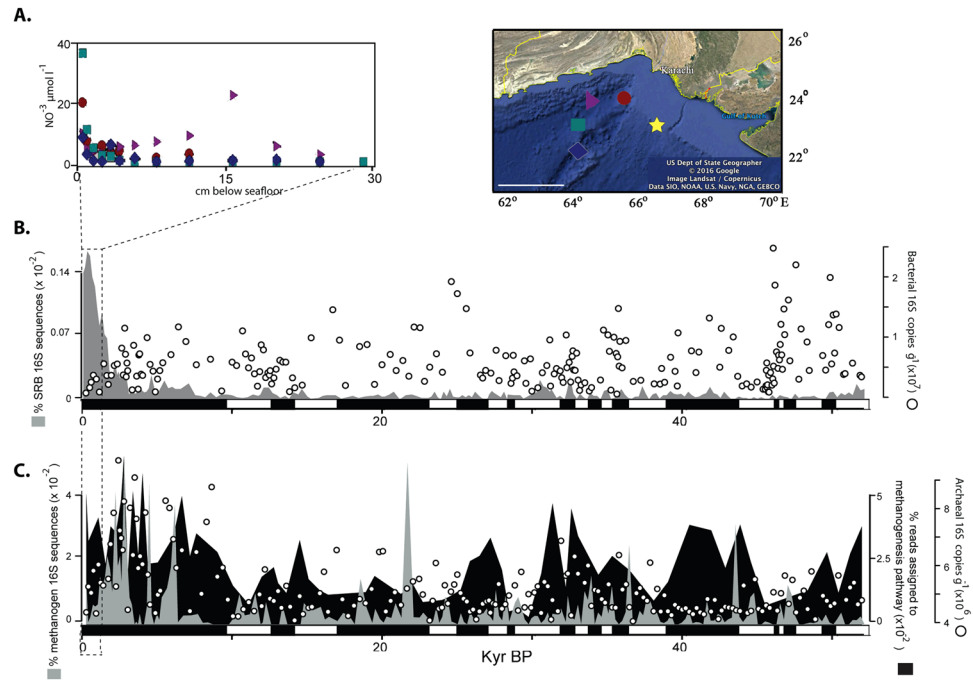 A.
40
20
0
NO⁻³ µmol l⁻¹
0
15
30
cm below seafloor
26°
24°
22°
Karachi
US Dept of State Geographer
© 2016 Google
Image Landsat / Copernicus
Data SIO, NOAA, U.S. Navy, NGA, GEBCO
62°
64°
66°
68°
70°E
B.
% SRB 16S sequences (x 10⁻²)
0.14
0.07
0
2
1
0
Bacterial 16S copies g¹(x10⁷)
0
20
40
C.
% methanogen 16S sequences (x 10⁻²)
4
2
0
5
2.5
0
% reads assigned to
methanogenesis pathway (x10⁻²)
8
6
4
Archaeal 16S copies g⁻¹(x10⁶)
0
20
40
Kyr BP